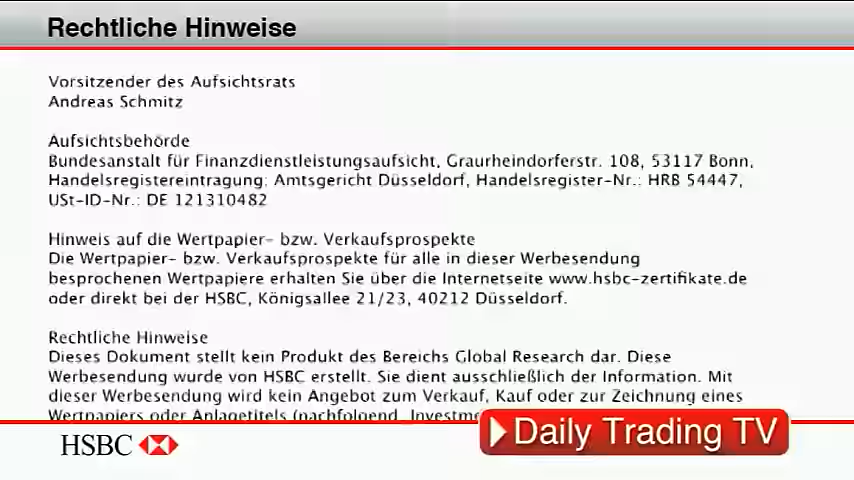 Rechtliche Hinweise
Vorsitzender des Aufsichtsrats
Andreas Schmitz
Aufsichtsbehörde
Bundesanstalt für Finanzdienstleistungsaufsicht, Graurheindorferstr. 108, 53117 Bonn,
Handelsregistereintragung: Amtsgericht Düsseldorf, Handelsregister-Nr.: HRB 54447,
USt-ID-Nr.: DE 121310482
Hinweis auf die Wertpapier- bzw. Verkaufsprospekte
Die Wertpapier- bzw. Verkaufsprospekte für alle in dieser Werbesendung
besprochenen Wertpapiere erhalten Sie über die Internetseite www.hsbc-zertifikate.de
oder direkt bei der HSBC, Königsallee 21/23, 40212 Düsseldorf.
Rechtliche Hinweise
Dieses Dokument stellt kein Produkt des Bereichs Global Research dar. Diese
Werbesendung wurde von HSBC erstellt. Sie dient ausschließlich der Information. Mit
dieser Werbesendung wird kein Angebot zum Verkauf, Kauf oder zur Zeichnung eines
Wertpapiers oder Anlagetitels (nachfolgend
HSBC
Daily Trading TV